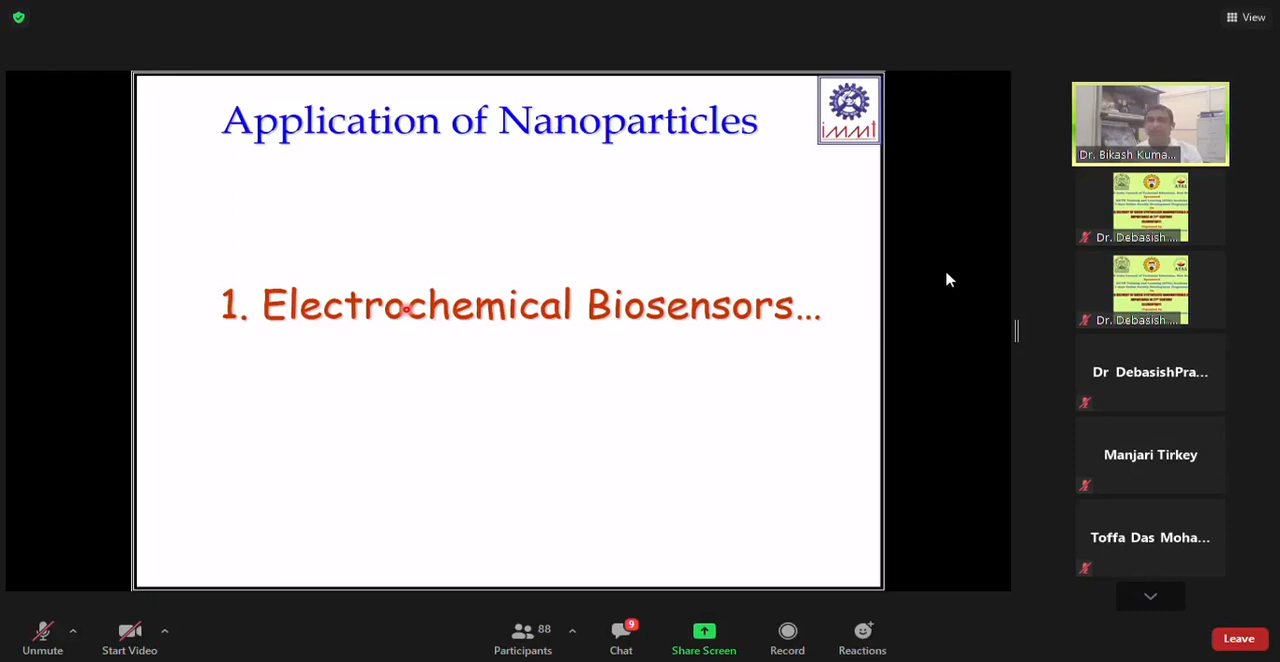 View
Application of Nanoparticles
immt
1. Electrochemical Biosensors...
Dr. Bikash Kuma...
Dr. Debasish ...
Dr. Debasish ...
Dr DebasishPra...
Manjari Tirkey
Toffa Das Moha...
Unmute
Start Video
88
Participants
9
Chat
Share Screen
Record
Reactions
Leave